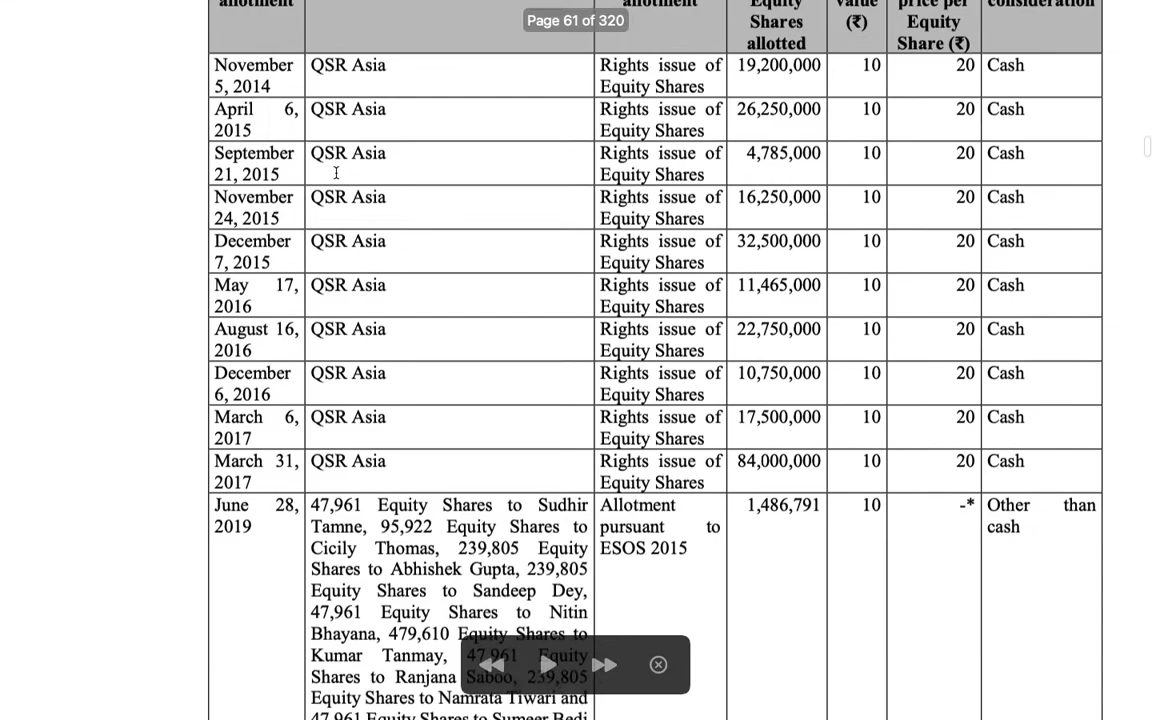 allotment allotment Equity value price per consideration
Page 61 of 320
Shares (₹) Equity
allotted Share (₹)
November QSR Asia Rights issue of 19,200,000 10 20 Cash
5, 2014 Equity Shares
April 6, QSR Asia Rights issue of 26,250,000 10 20 Cash
2015 Equity Shares
September QSR Asia Rights issue of 4,785,000 10 20 Cash
21, 2015 Equity Shares
November QSR Asia Rights issue of 16,250,000 10 20 Cash
24, 2015 Equity Shares
December QSR Asia Rights issue of 32,500,000 10 20 Cash
7, 2015 Equity Shares
May 17, QSR Asia Rights issue of 11,465,000 10 20 Cash
2016 Equity Shares
August 16, QSR Asia Rights issue of 22,750,000 10 20 Cash
2016 Equity Shares
December QSR Asia Rights issue of 10,750,000 10 20 Cash
6, 2016 Equity Shares
March 6, QSR Asia Rights issue of 17,500,000 10 20 Cash
2017 Equity Shares
March 31, QSR Asia Rights issue of 84,000,000 10 20 Cash
2017 Equity Shares
June 28, 47,961 Equity Shares to Sudhir Allotment 1,486,791 10 -* Other than
2019 Tamne, 95,922 Equity Shares to pursuant to cash
Cicily Thomas, 239,805 Equity ESOS 2015
Shares to Abhishek Gupta, 239,805
Equity Shares to Sandeep Dey,
47,961 Equity Shares to Nitin
Bhayana, 479,610 Equity Shares to
Kumar Tanmay, 47,961 Equity
Shares to Ranjana Saboo, 239,805
Equity Shares to Namrata Tiwari and
47,961 Equity Shares to Sumeer Bedi